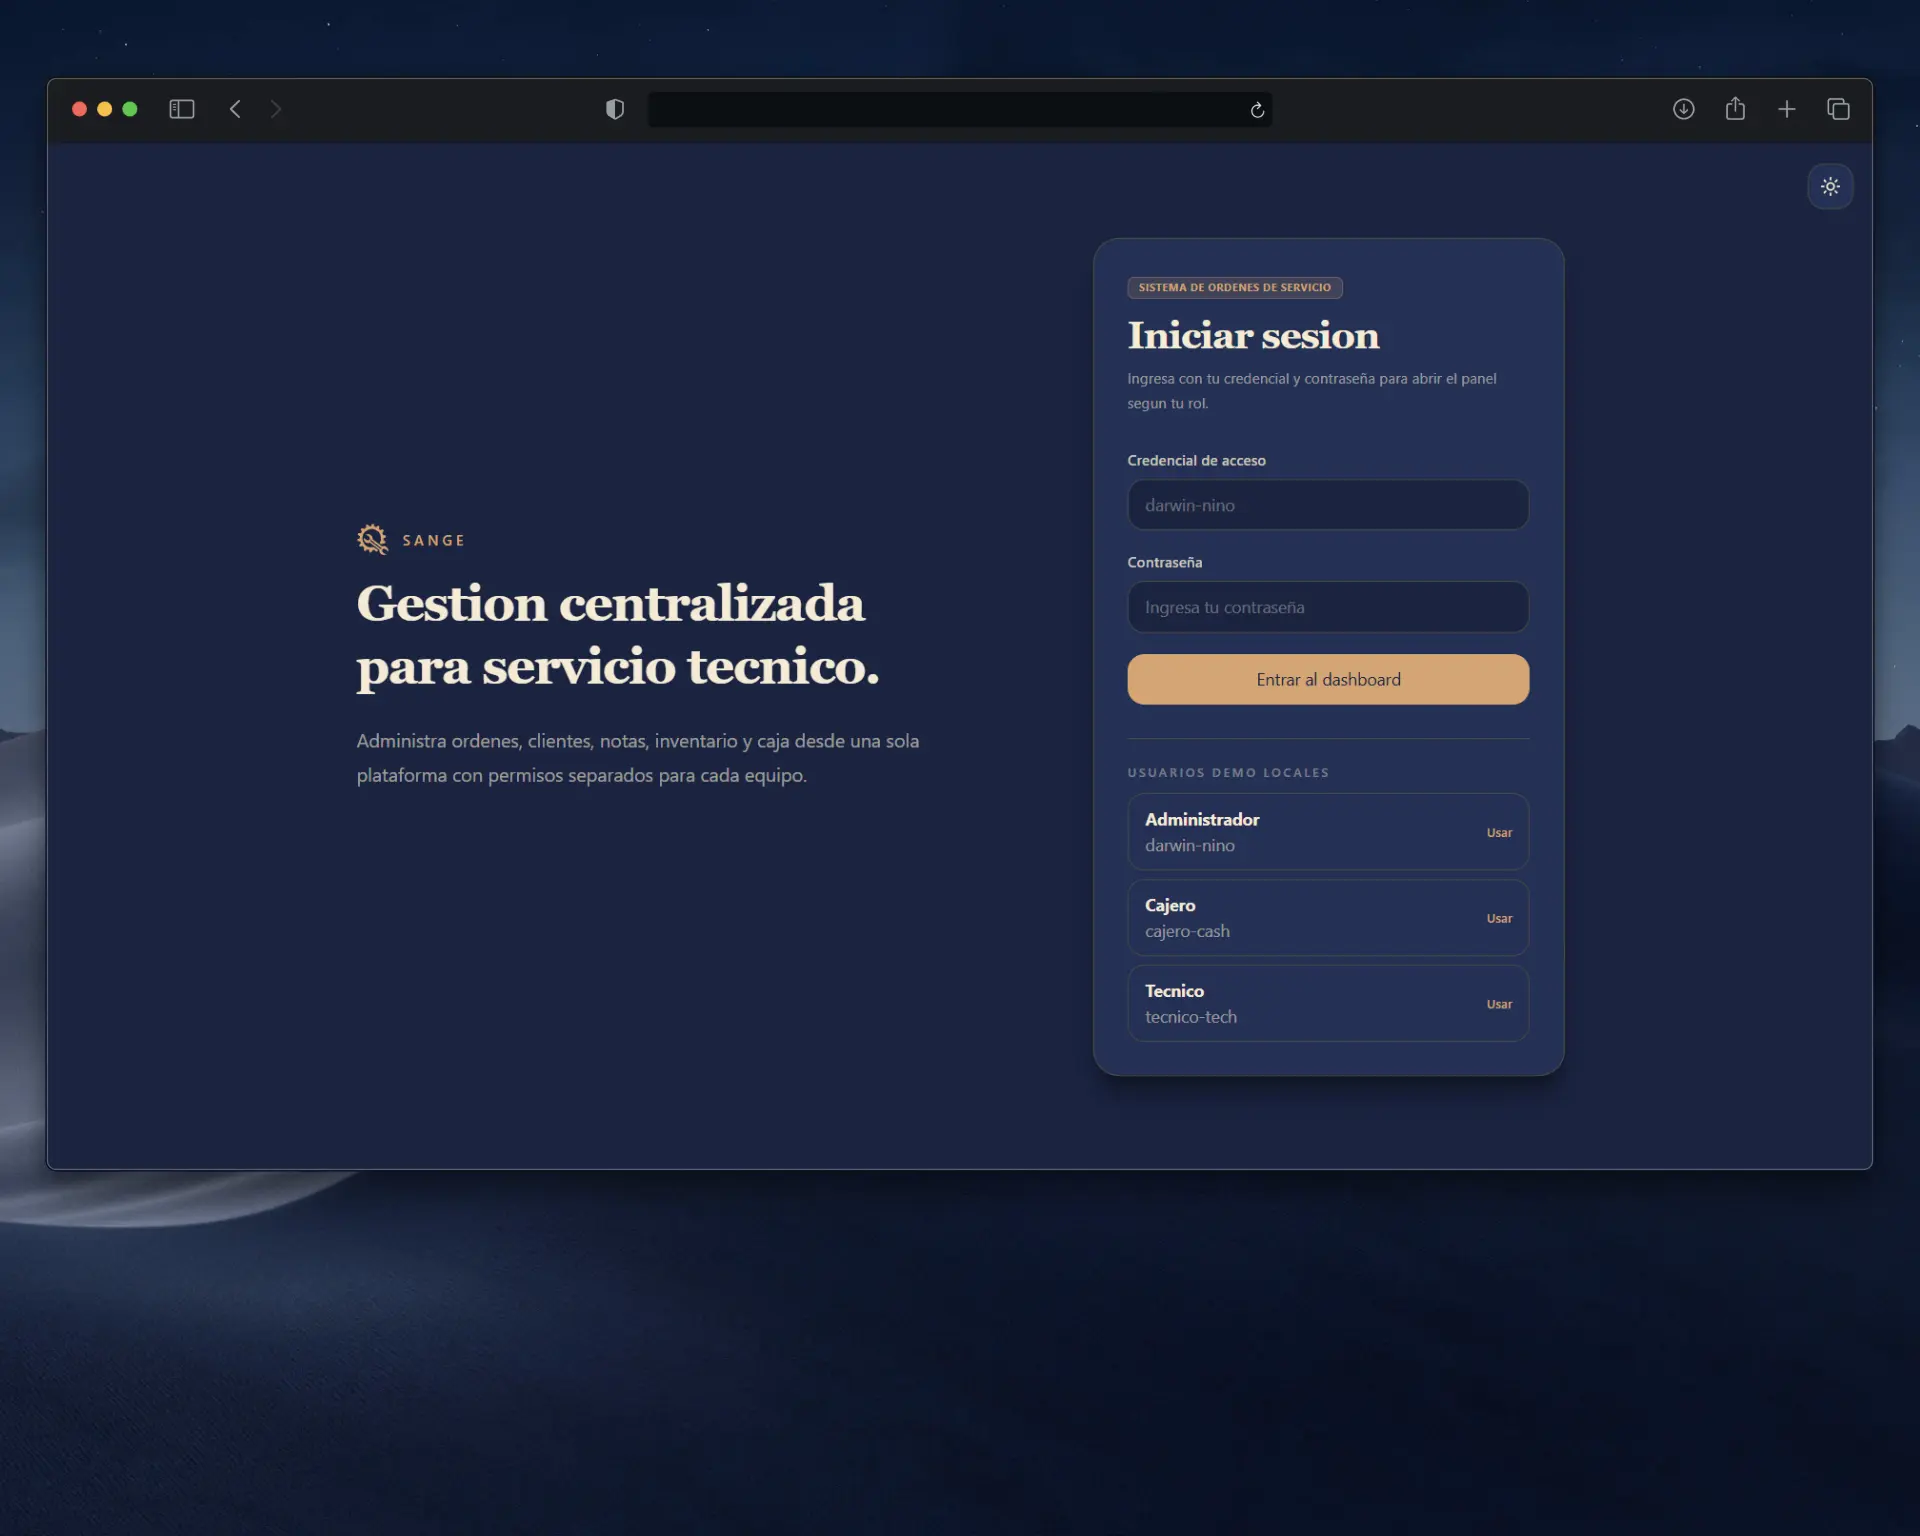 SANGE
Gestion centralizada
para servicio tecnico.
Administra ordenes, clientes, notas, inventario y caja desde una sola
plataforma con permisos separados para cada equipo.
SISTEMA DE ORDENES DE SERVICIO
Iniciar sesion
Ingresa con tu credencial y contraseña para abrir el panel
segun tu rol.
Credencial de acceso
darwin-nino
Contraseña
Ingresa tu contraseña
Entrar al dashboard
USUARIOS DEMO LOCALES
Administrador
darwin-nino
Usar
Cajero
cajero-cash
Usar
Tecnico
tecnico-tech
Usar